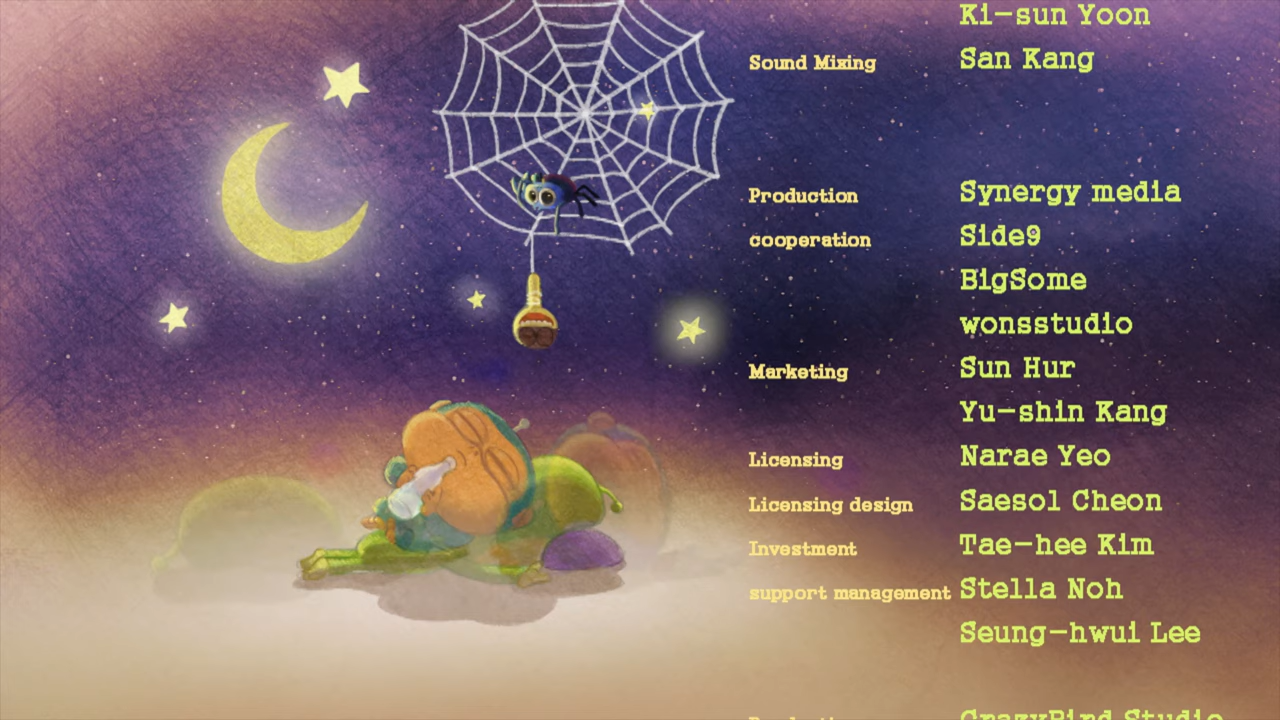 Ki-sun Yoon
Sound Mixing San Kang
Production Synergy media
cooperation Side9
BigSome
wonsstudio
Marketing Sun Hur
Yu-shin Kang
Licensing Narae Yeo
Licensing design Saesol Cheon
Investment Tae-hee Kim
support management Stella Noh
Seung-hwui Lee
CrazyBird Studio